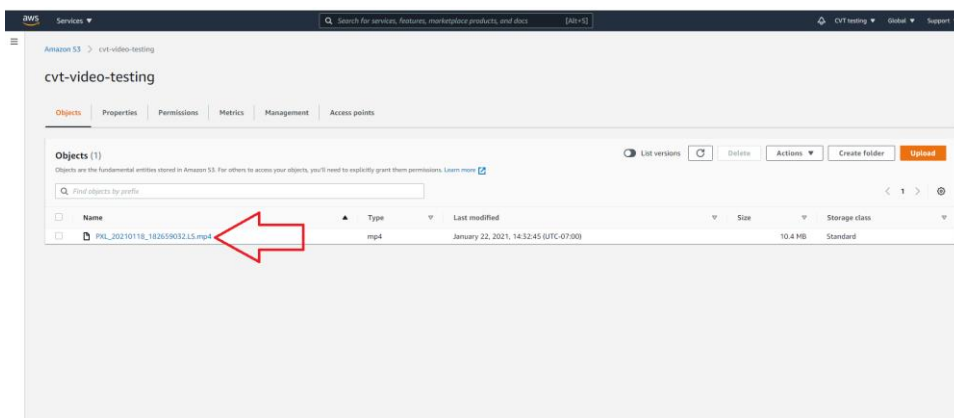 aws Services ▼ Search for services, features, marketplace products, and docs [Alt+S] CVT testing ▼ Global ▼ Support
Amazon S3 > cvt-video-testing
cvt-video-testing
Objects Properties Permissions Metrics Management Access points
Objects (1) List versions Delete Actions ▼ Create folder Upload
Objects are the fundamental entities stored in Amazon S3. For others to access your objects, you'll need to explicitly grant them permissions. Learn more
Find objects by prefix < 1 >
Name ▲ Type Last modified Size Storage class
PXL_20210118_182659032.LS.mp4 mp4 January 22, 2021, 14:32:45 (UTC-07:00) 10.4 MB Standard